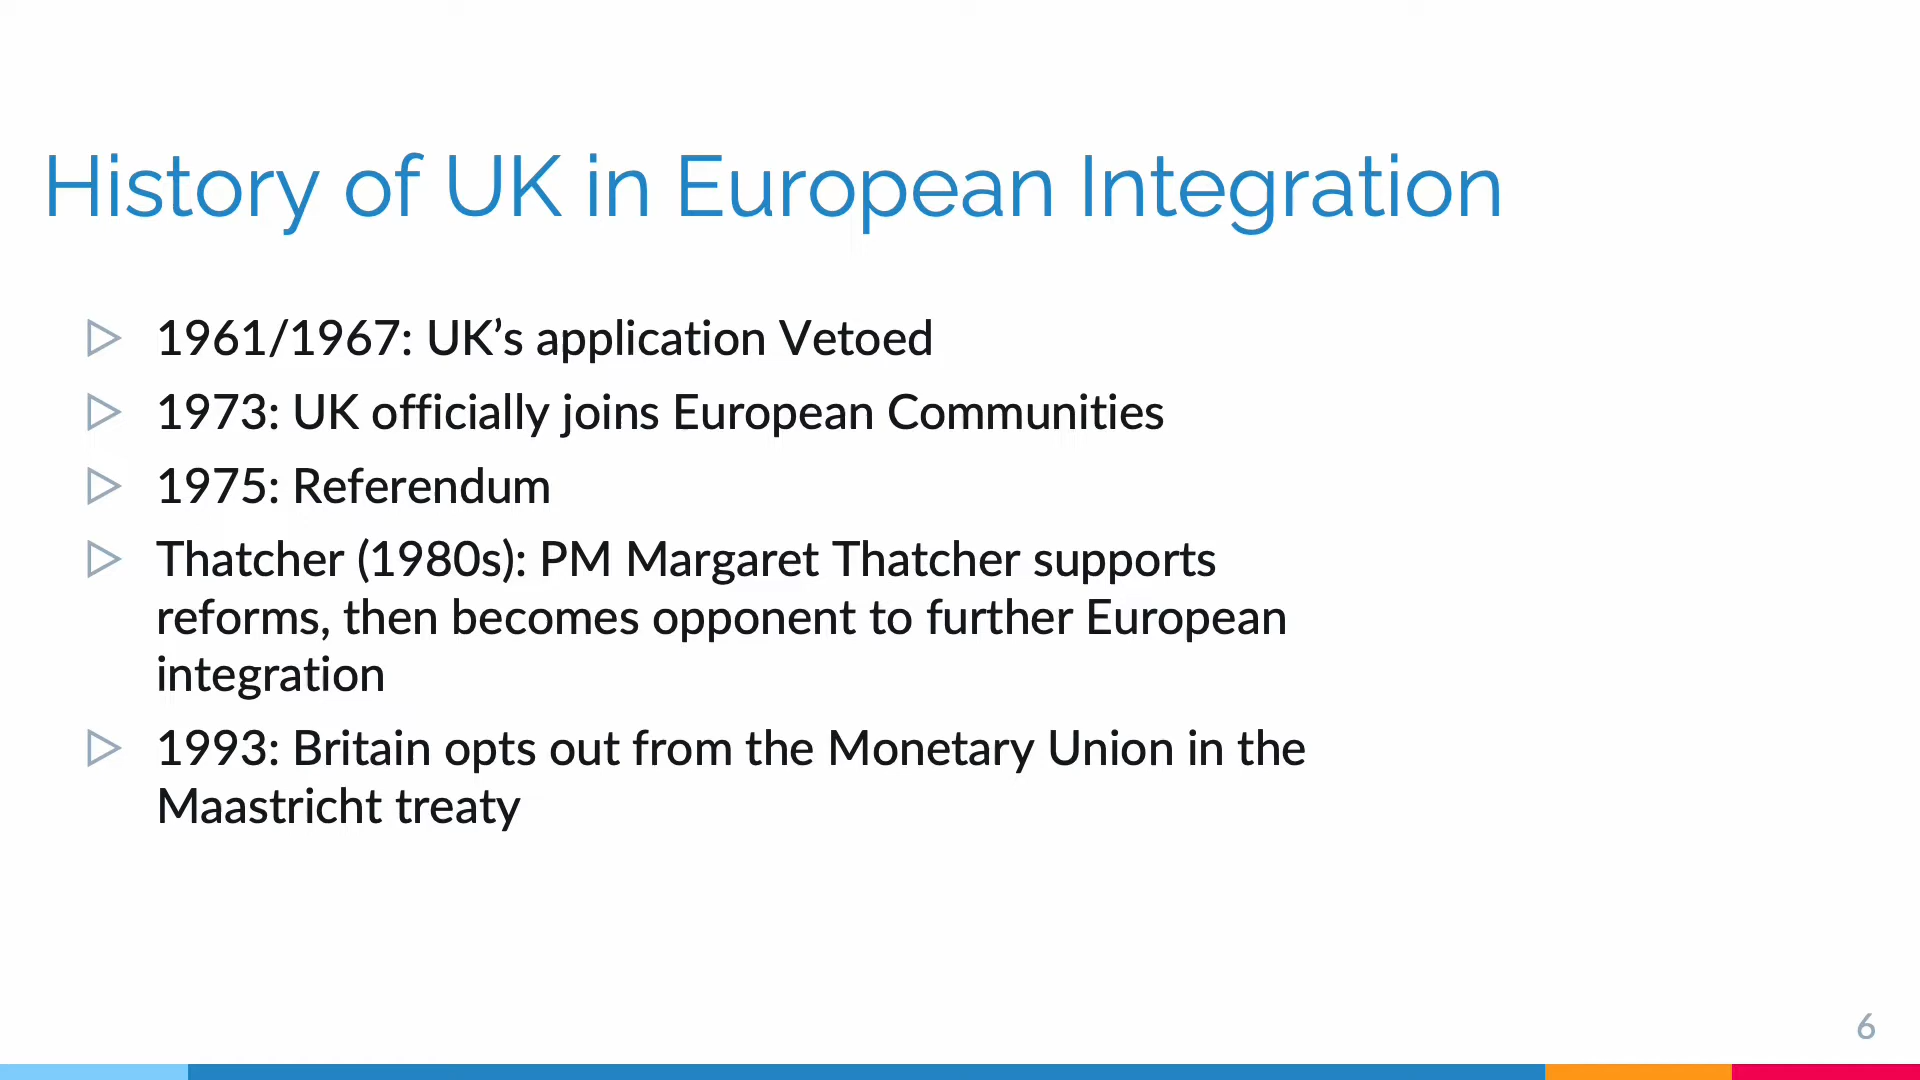 History of UK in European Integration
1961/1967: UK’s application Vetoed
1973: UK officially joins European Communities
1975: Referendum
Thatcher (1980s): PM Margaret Thatcher supports
reforms, then becomes opponent to further European
integration
1993: Britain opts out from the Monetary Union in the
Maastricht treaty
6